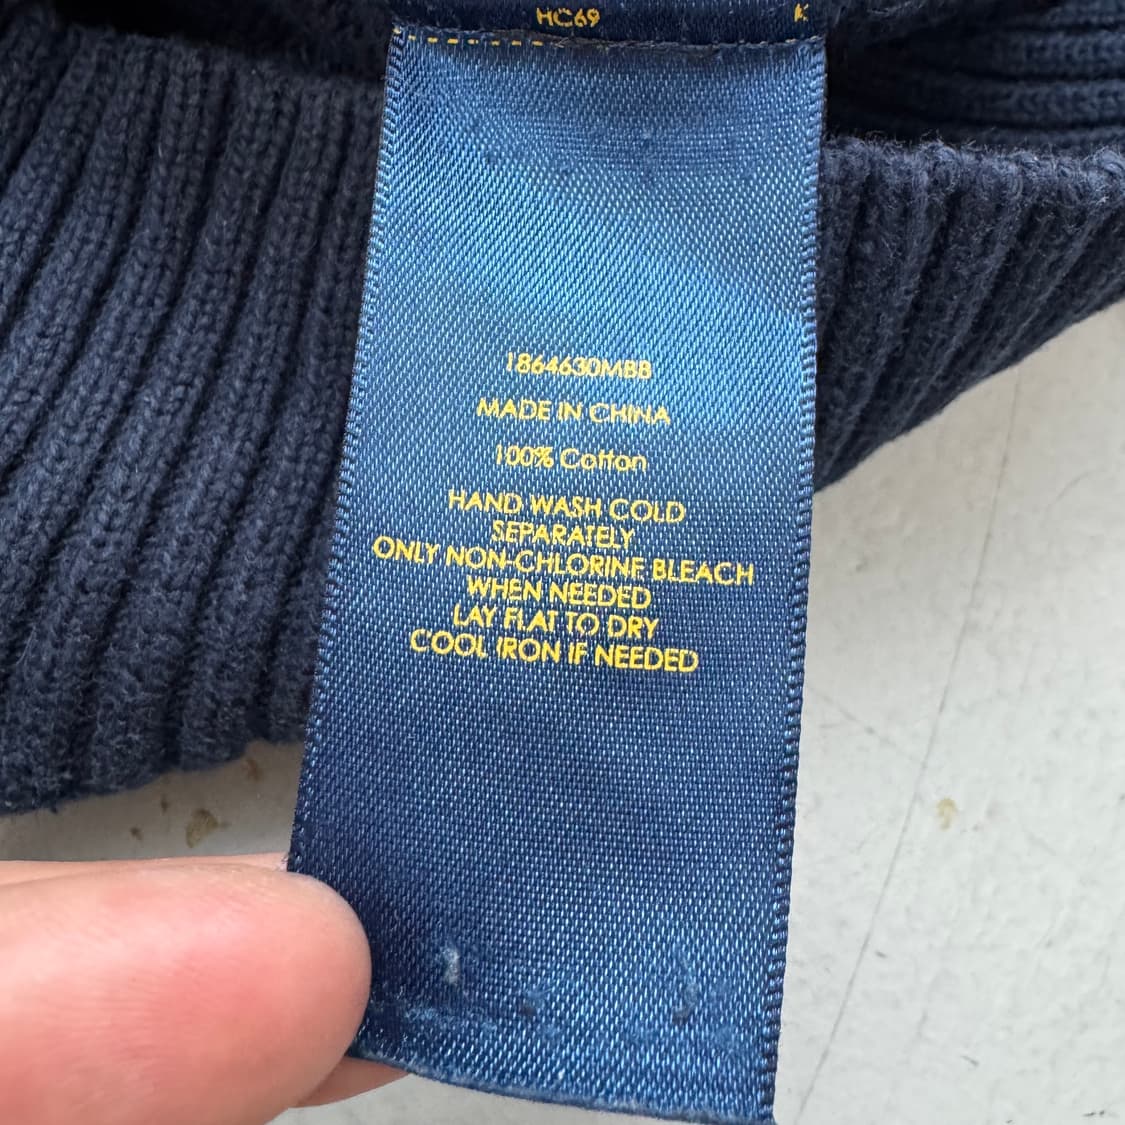 HC69
K
1864630MBB
MADE IN CHINA
100% Cotton
HAND WASH COLD
SEPARATELY
ONLY NON-CHLORINE BLEACH
WHEN NEEDED
LAY FLAT TO DRY
COOL IRON IF NEEDED